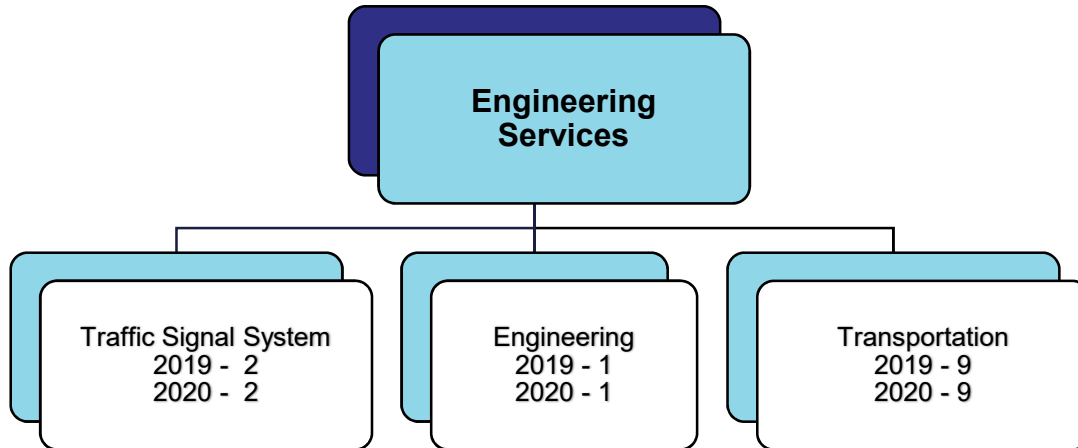 Engineering
Services
Traffic Signal System
2019 - 2
2020 - 2
Engineering
2019 - 1
2020 - 1
Transportation
2019 - 9
2020 - 9